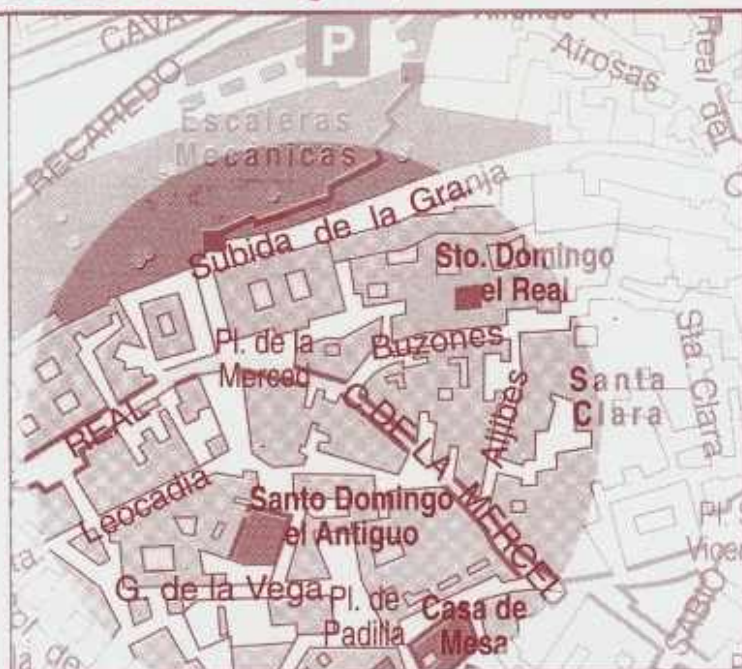 P
Airosas
RECAREDO
Escaleras
Mecanicas
Real del
Subida de la Granja
Sto. Domingo
el Real
Pl. de la
Merced
Buzones
Santa
Clara
Sta. Clara
Aljibes
REAL
C. DE LA MERCED
Leocadia
Santo Domingo
el Antiguo
G. de la Vega
Pl. de
Padilla
Casa de
Mesa